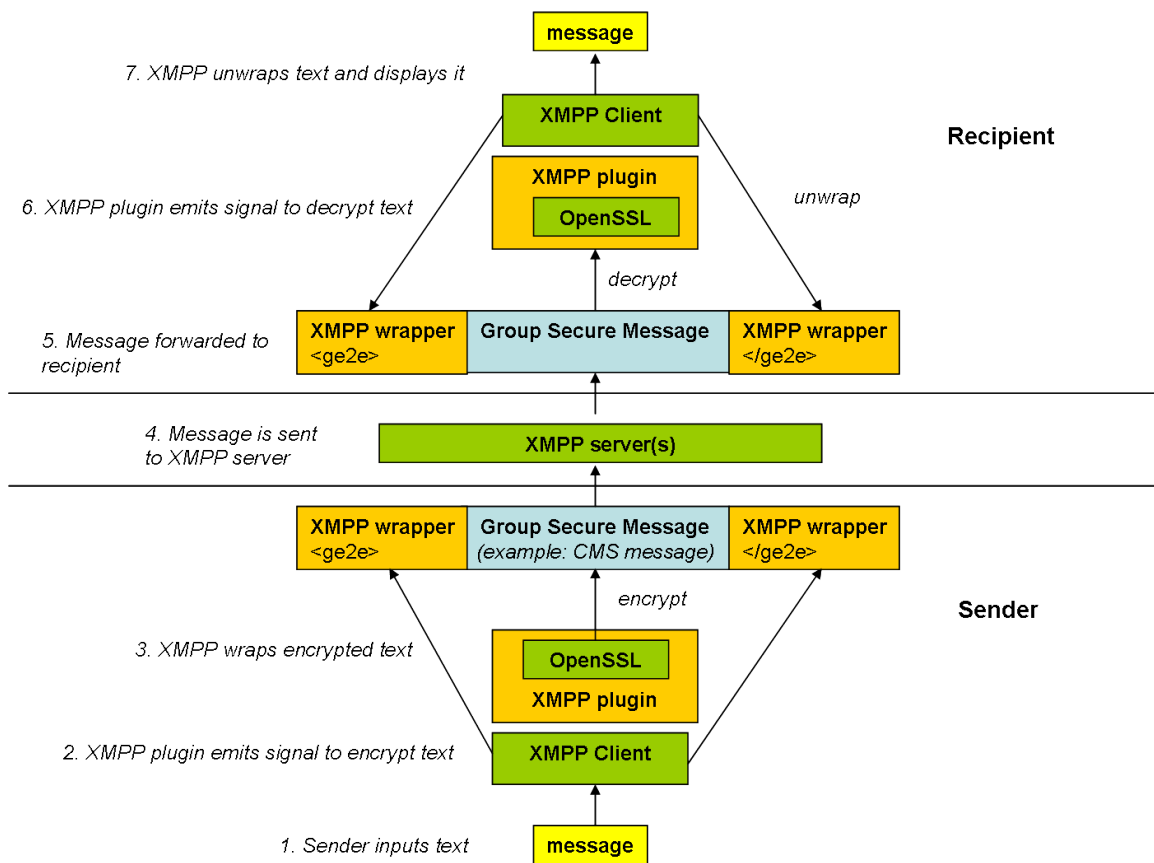 message
7. XMPP unwraps text and displays it
XMPP Client
Recipient
XMPP plugin
6. XMPP plugin emits signal to decrypt text
OpenSSL
unwrap
decrypt
XMPP wrapper
<ge2e>
Group Secure Message
XMPP wrapper
</ge2e>
5. Message forwarded to
recipient
4. Message is sent
to XMPP server
XMPP server(s)
XMPP wrapper
<ge2e>
Group Secure Message
(example: CMS message)
XMPP wrapper
</ge2e>
encrypt
Sender
3. XMPP wraps encrypted text
OpenSSL
XMPP plugin
2. XMPP plugin emits signal to encrypt text
XMPP Client
1. Sender inputs text
message